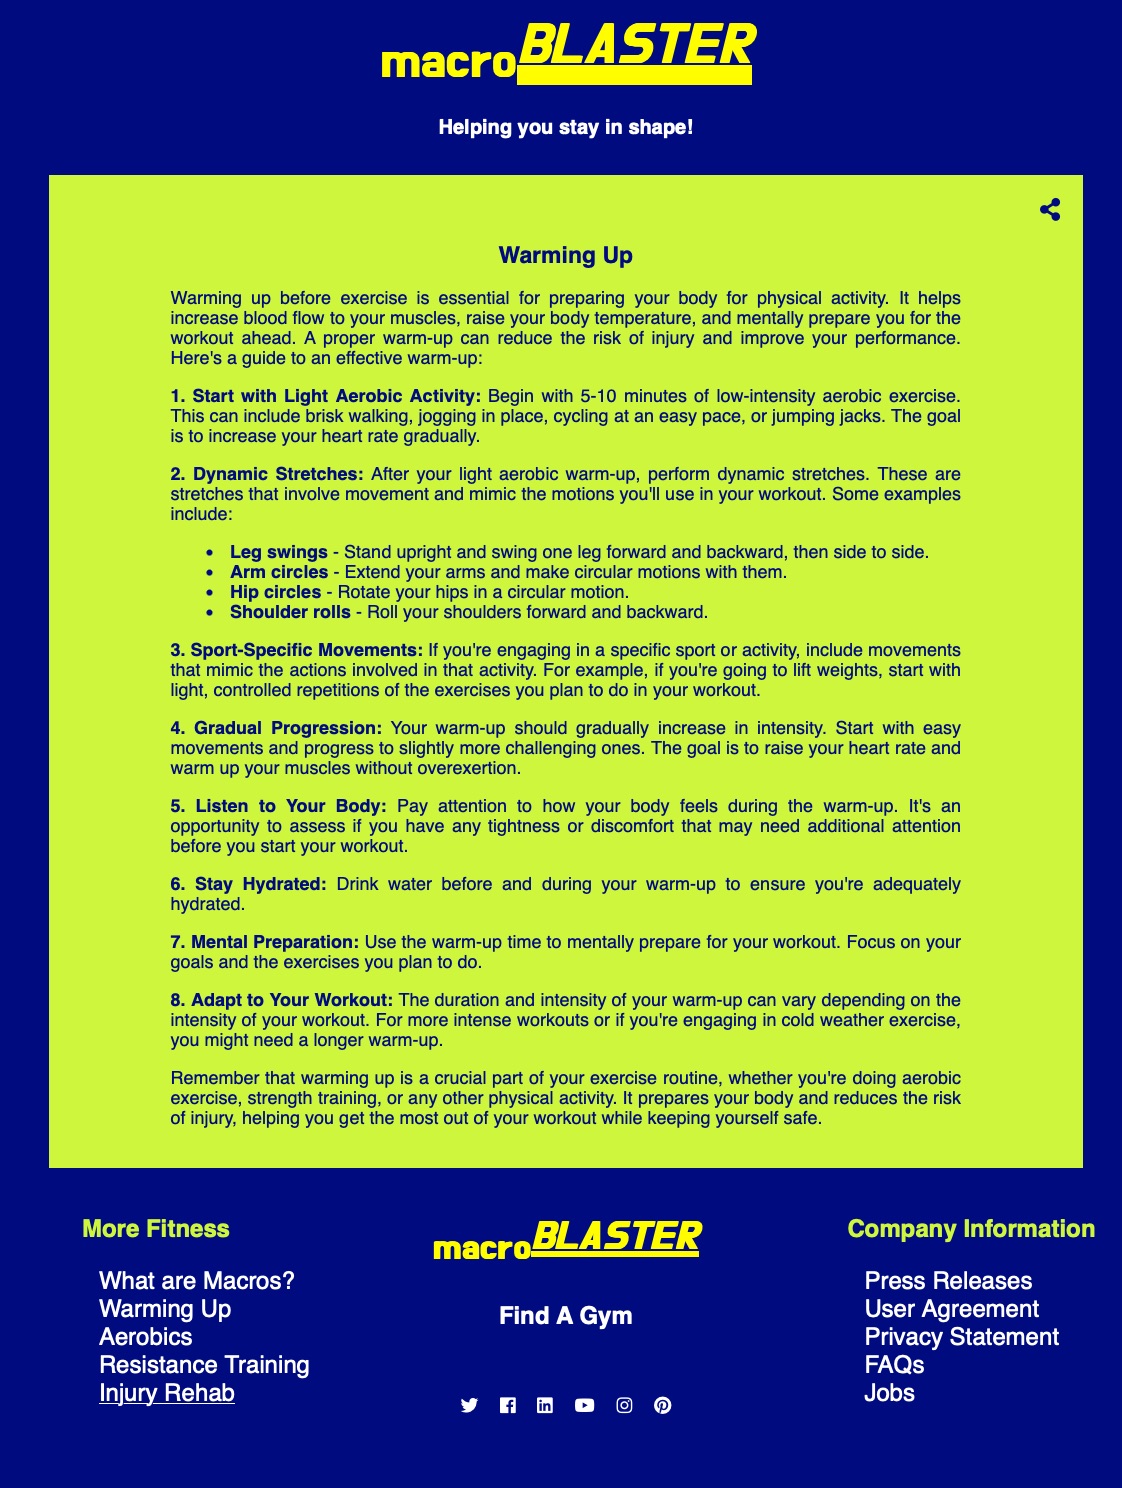 macroBLASTER
Helping you stay in shape!
Warming Up
Warming up before exercise is essential for preparing your body for physical activity. It helps
increase blood flow to your muscles, raise your body temperature, and mentally prepare you for the
workout ahead. A proper warm-up can reduce the risk of injury and improve your performance.
Here's a guide to an effective warm-up:
1. Start with Light Aerobic Activity: Begin with 5-10 minutes of low-intensity aerobic exercise.
This can include brisk walking, jogging in place, cycling at an easy pace, or jumping jacks. The goal
is to increase your heart rate gradually.
2. Dynamic Stretches: After your light aerobic warm-up, perform dynamic stretches. These are
stretches that involve movement and mimic the motions you'll use in your workout. Some examples
include:
• Leg swings - Stand upright and swing one leg forward and backward, then side to side.
• Arm circles - Extend your arms and make circular motions with them.
• Hip circles - Rotate your hips in a circular motion.
• Shoulder rolls - Roll your shoulders forward and backward.
3. Sport-Specific Movements: If you're engaging in a specific sport or activity, include movements
that mimic the actions involved in that activity. For example, if you're going to lift weights, start with
light, controlled repetitions of the exercises you plan to do in your workout.
4. Gradual Progression: Your warm-up should gradually increase in intensity. Start with easy
movements and progress to slightly more challenging ones. The goal is to raise your heart rate and
warm up your muscles without overexertion.
5. Listen to Your Body: Pay attention to how your body feels during the warm-up. It's an
opportunity to assess if you have any tightness or discomfort that may need additional attention
before you start your workout.
6. Stay Hydrated: Drink water before and during your warm-up to ensure you're adequately
hydrated.
7. Mental Preparation: Use the warm-up time to mentally prepare for your workout. Focus on your
goals and the exercises you plan to do.
8. Adapt to Your Workout: The duration and intensity of your warm-up can vary depending on the
intensity of your workout. For more intense workouts or if you're engaging in cold weather exercise,
you might need a longer warm-up.
Remember that warming up is a crucial part of your exercise routine, whether you're doing aerobic
exercise, strength training, or any other physical activity. It prepares your body and reduces the risk
of injury, helping you get the most out of your workout while keeping yourself safe.
More Fitness
What are Macros?
Warming Up
Aerobics
Resistance Training
Injury Rehab
macroBLASTER
Find A Gym
Company Information
Press Releases
User Agreement
Privacy Statement
FAQs
Jobs